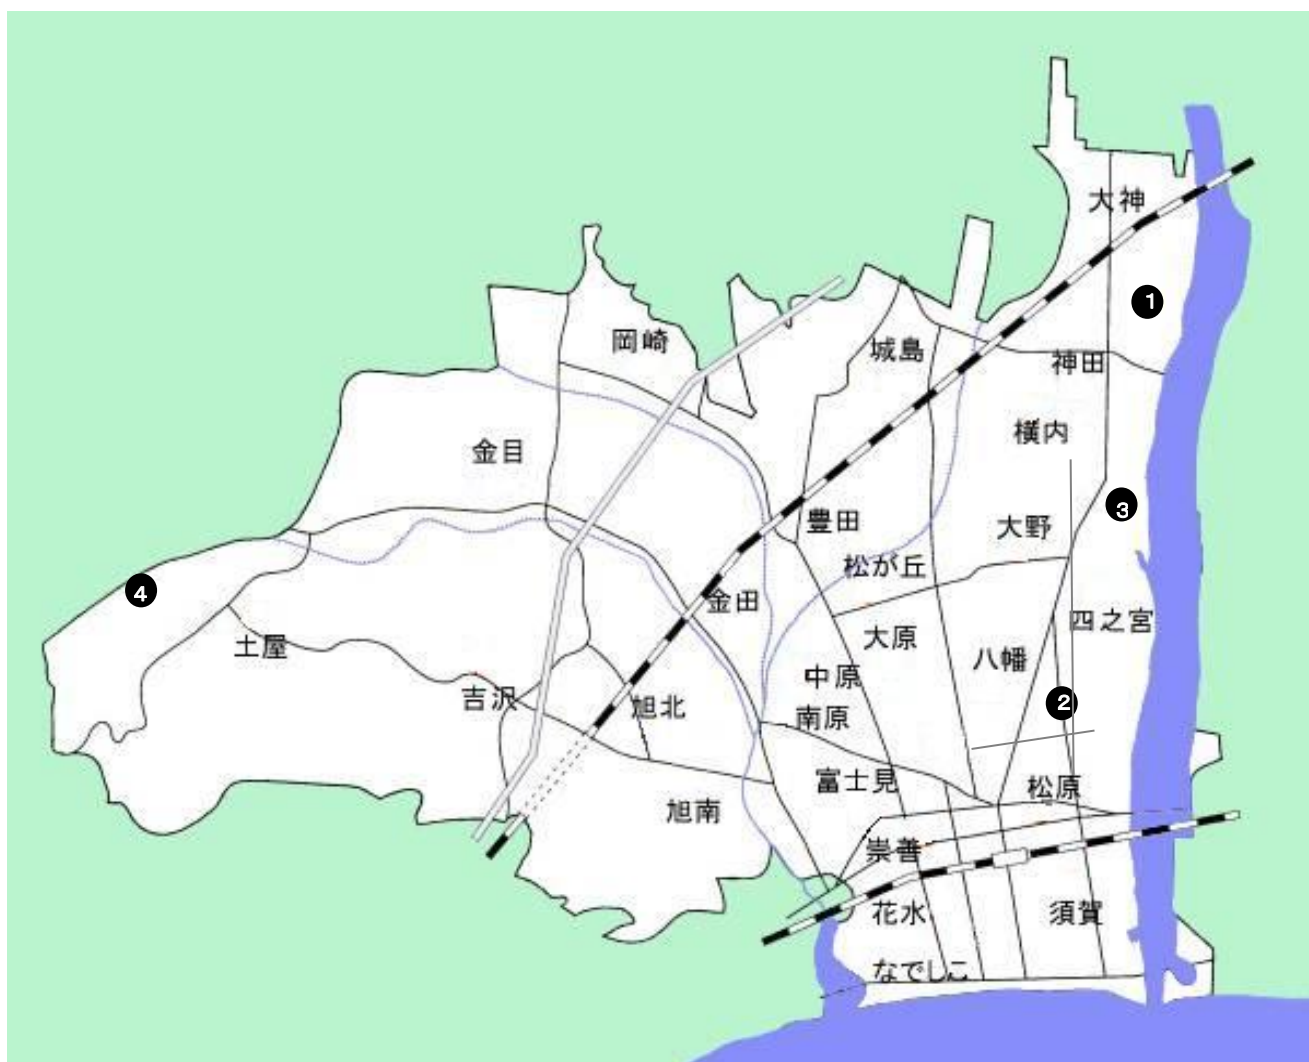 大神
1
岡崎
城島
神田
横内
金目
3
豊田
大野
松が丘
4
金田
四之宮
大原
土屋
八幡
中原
吉沢
旭北
2
南原
富士見
松原
旭南
崇善
花水
須賀
なでしこ